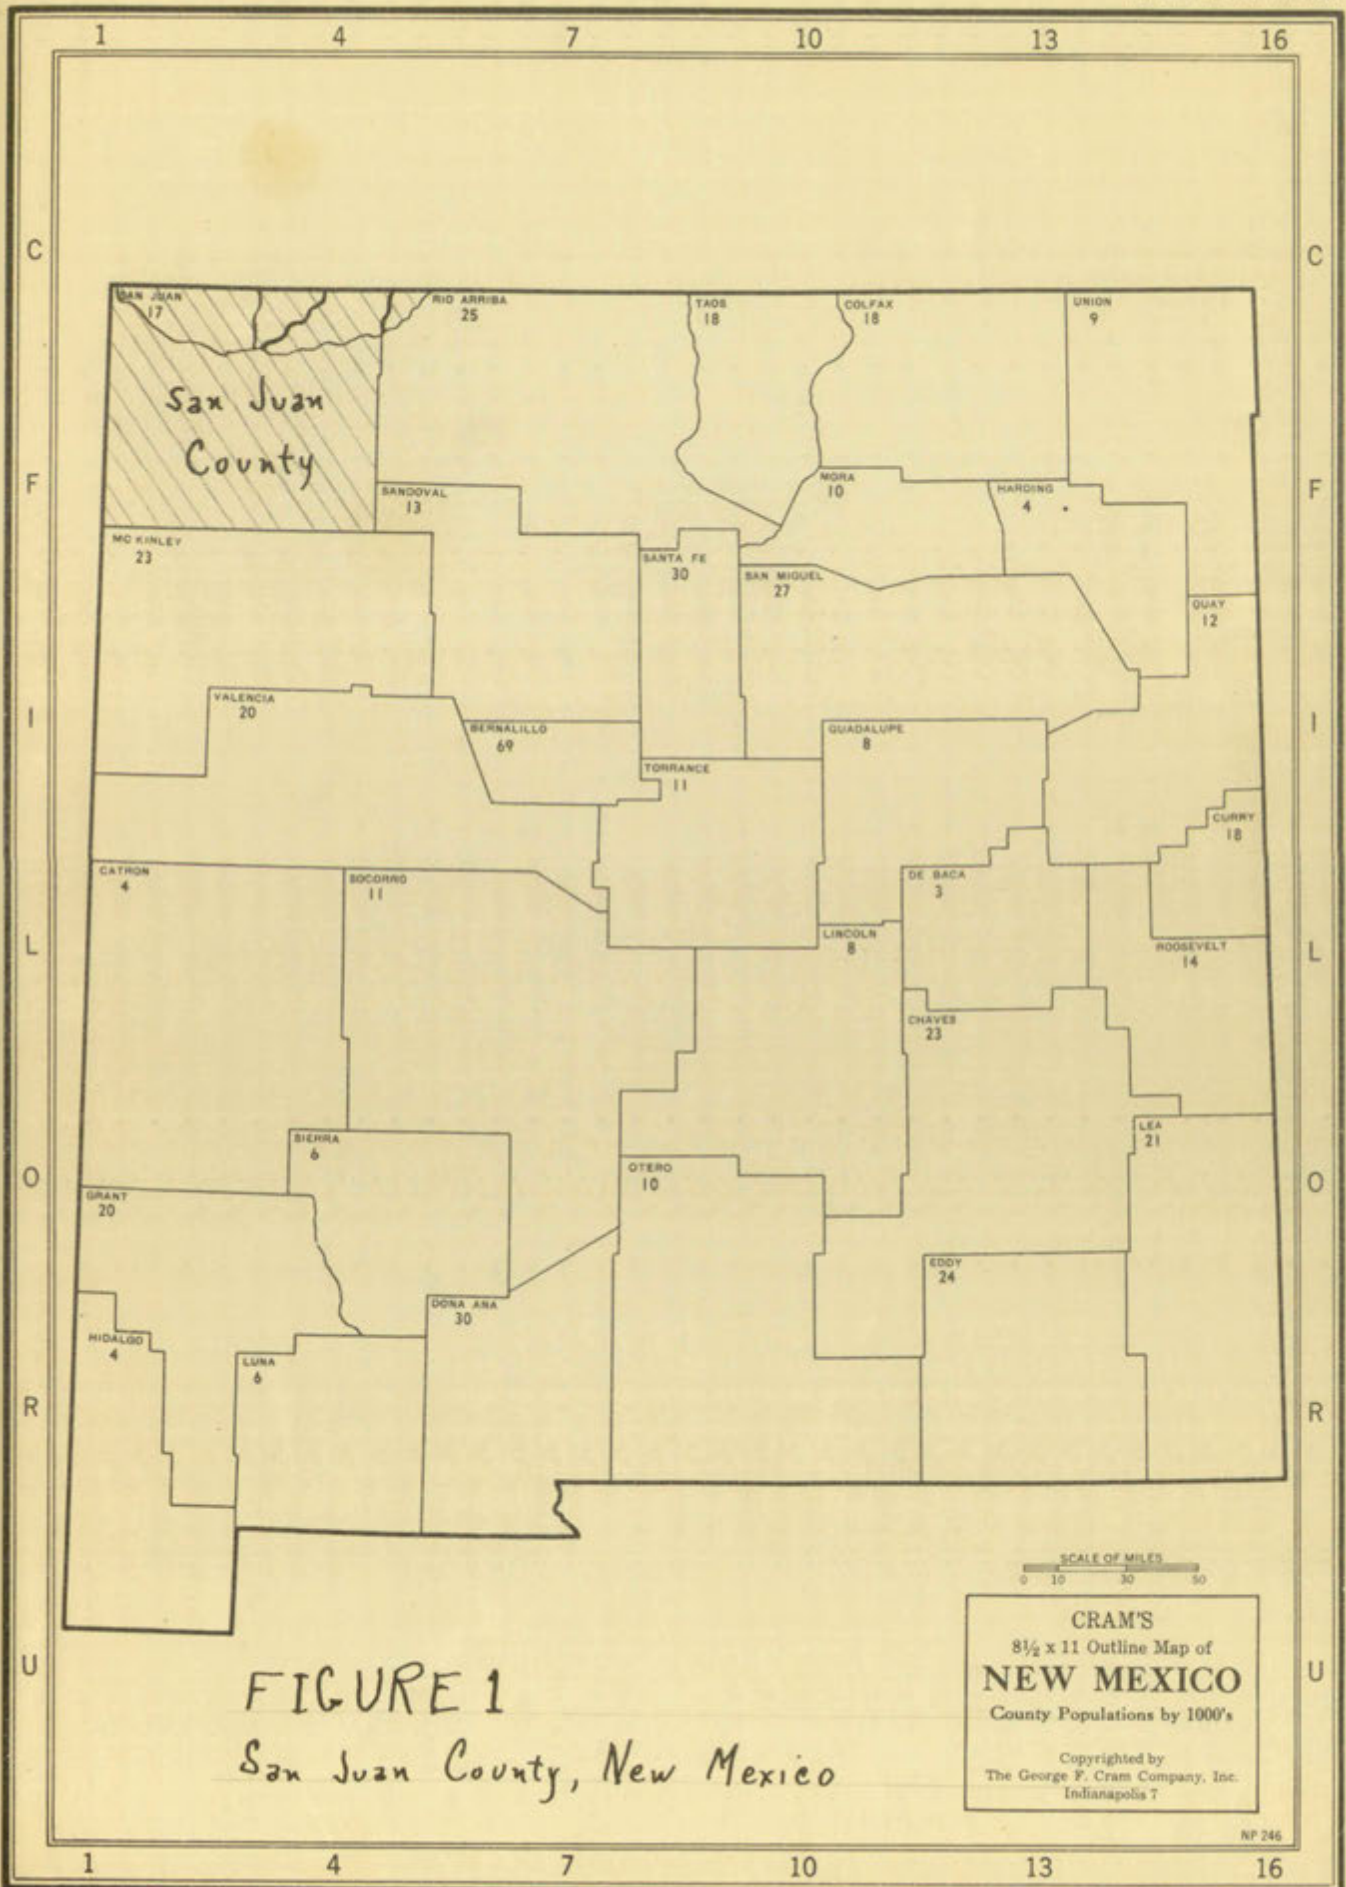 1 4 7 10 13 16
C C
SAN JUAN
17
RIO ARRIBA
25
TAOS
18
COLFAX
18
UNION
9
San Juan
County
F F
SANDOVAL
13
MORA
10
HARDING
4
MC KINLEY
23
SANTA FE
30
SAN MIGUEL
27
QUAY
12
I I
VALENCIA
20
BERNALILLO
69
GUADALUPE
8
TORRANCE
11
CURRY
18
CATRON
4
SOCORRO
11
DE BACA
3
L L
LINCOLN
8
ROOSEVELT
14
CHAVES
23
LEA
21
SIERRA
6
O O
OTERO
10
GRANT
20
EDDY
24
DONA ANA
30
HIDALGO
4
LUNA
6
R R
SCALE OF MILES
0 10 30 50
CRAM'S
8½ x 11 Outline Map of
NEW MEXICO
County Populations by 1000's
Copyrighted by
The George F. Cram Company, Inc.
Indianapolis 7
U U
FIGURE 1
San Juan County, New Mexico
NP 246
1 4 7 10 13 16